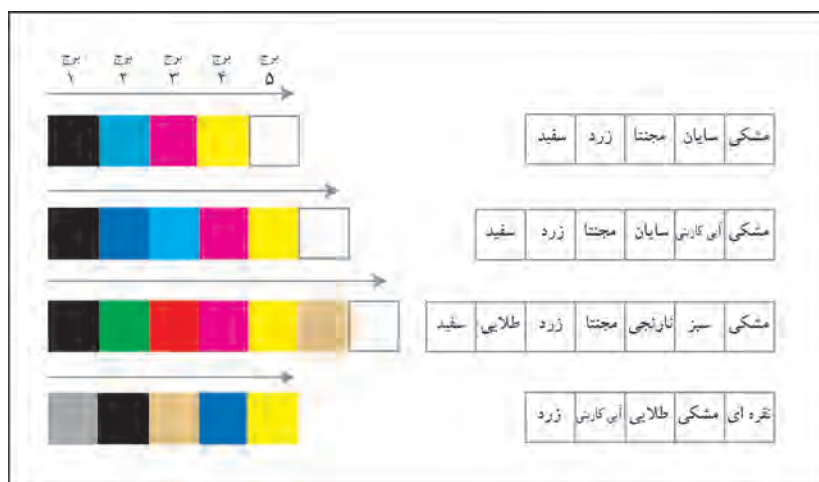 برج برج برج برج برج
۱ ۲ ۳ ۴ ۵
مشکی سایان مجنتا زرد سفید
مشکی آبی کاربنی سایان مجنتا زرد سفید
مشکی سبز نارنجی مجنتا زرد طلایی سفید
نقره ای مشکی طلایی آبی کاربنی زرد